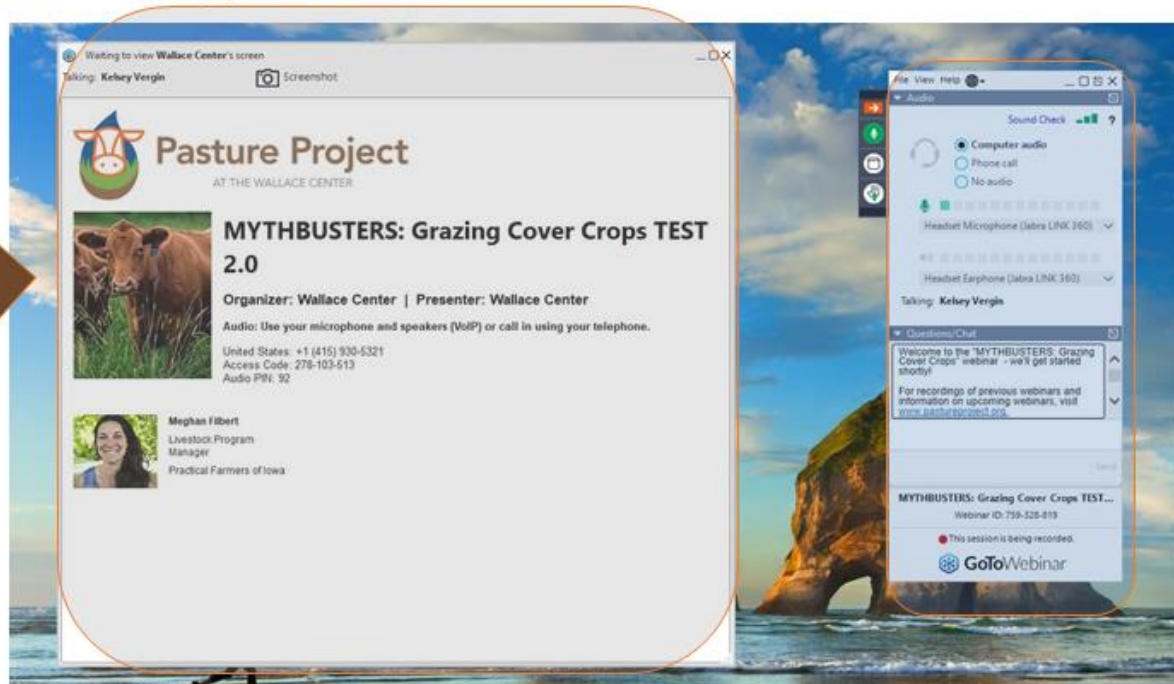 Waiting to view Wallace Center's screen
Talking: Kelsey Vergin
Screenshot
Pasture Project
AT THE WALLACE CENTER
MYTHBUSTERS: Grazing Cover Crops TEST
2.0
Organizer: Wallace Center | Presenter: Wallace Center
Audio: Use your microphone and speakers (VoIP) or call in using your telephone.
United States: +1 (415) 930-5321
Access Code: 278-103-513
Audio PIN: 92
Meghan Filbert
Livestock Program
Manager
Practical Farmers of Iowa
File View Help
Audio
Sound Check ?
Computer audio
Phone call
No audio
Headset Microphone (Jabra LINK 360)
Headset Earphone (Jabra LINK 360)
Talking: Kelsey Vergin
Questions/Chat
Welcome to the "MYTHBUSTERS: Grazing
Cover Crops" webinar - we'll get started
shortly!
For recordings of previous webinars and
information on upcoming webinars, visit
www.pastureproject.org.
Send
MYTHBUSTERS: Grazing Cover Crops TEST...
Webinar ID: 759-328-819
This session is being recorded.
GoToWebinar